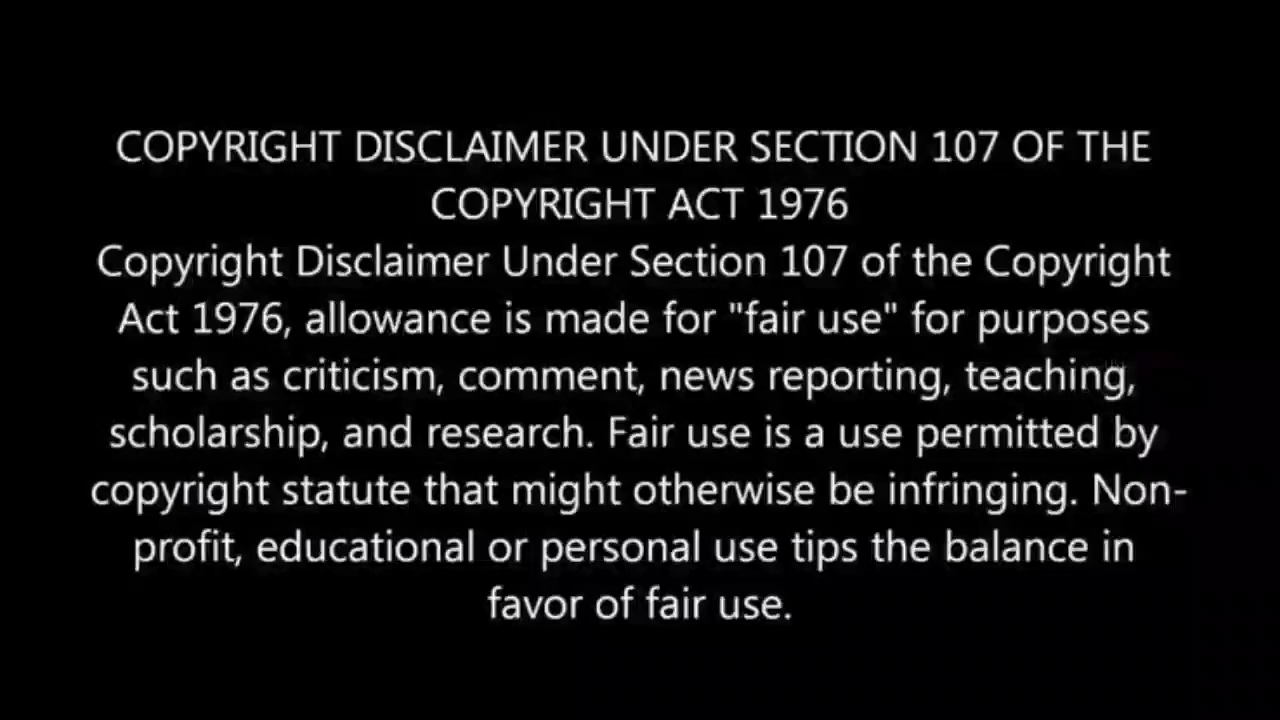 COPYRIGHT DISCLAIMER UNDER SECTION 107 OF THE
COPYRIGHT ACT 1976
Copyright Disclaimer Under Section 107 of the Copyright
Act 1976, allowance is made for "fair use" for purposes
such as criticism, comment, news reporting, teaching,
scholarship, and research. Fair use is a use permitted by
copyright statute that might otherwise be infringing. Non-
profit, educational or personal use tips the balance in
favor of fair use.